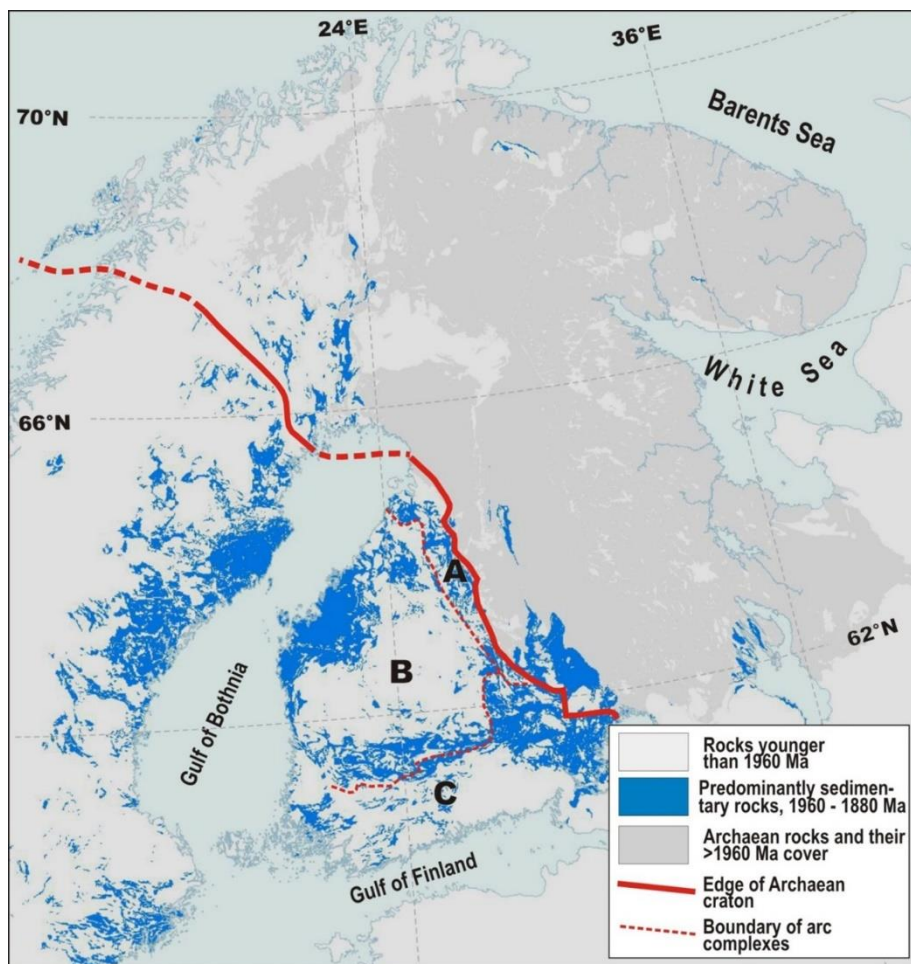 24°E
36°E
70°N
Barents Sea
White Sea
66°N
A
62°N
B
Gulf of Bothnia
C
Gulf of Finland
Rocks younger
than 1960 Ma
Predominantly sedimen-
tary rocks, 1960 - 1880 Ma
Archaean rocks and their
>1960 Ma cover
Edge of Archaean
craton
Boundary of arc
complexes